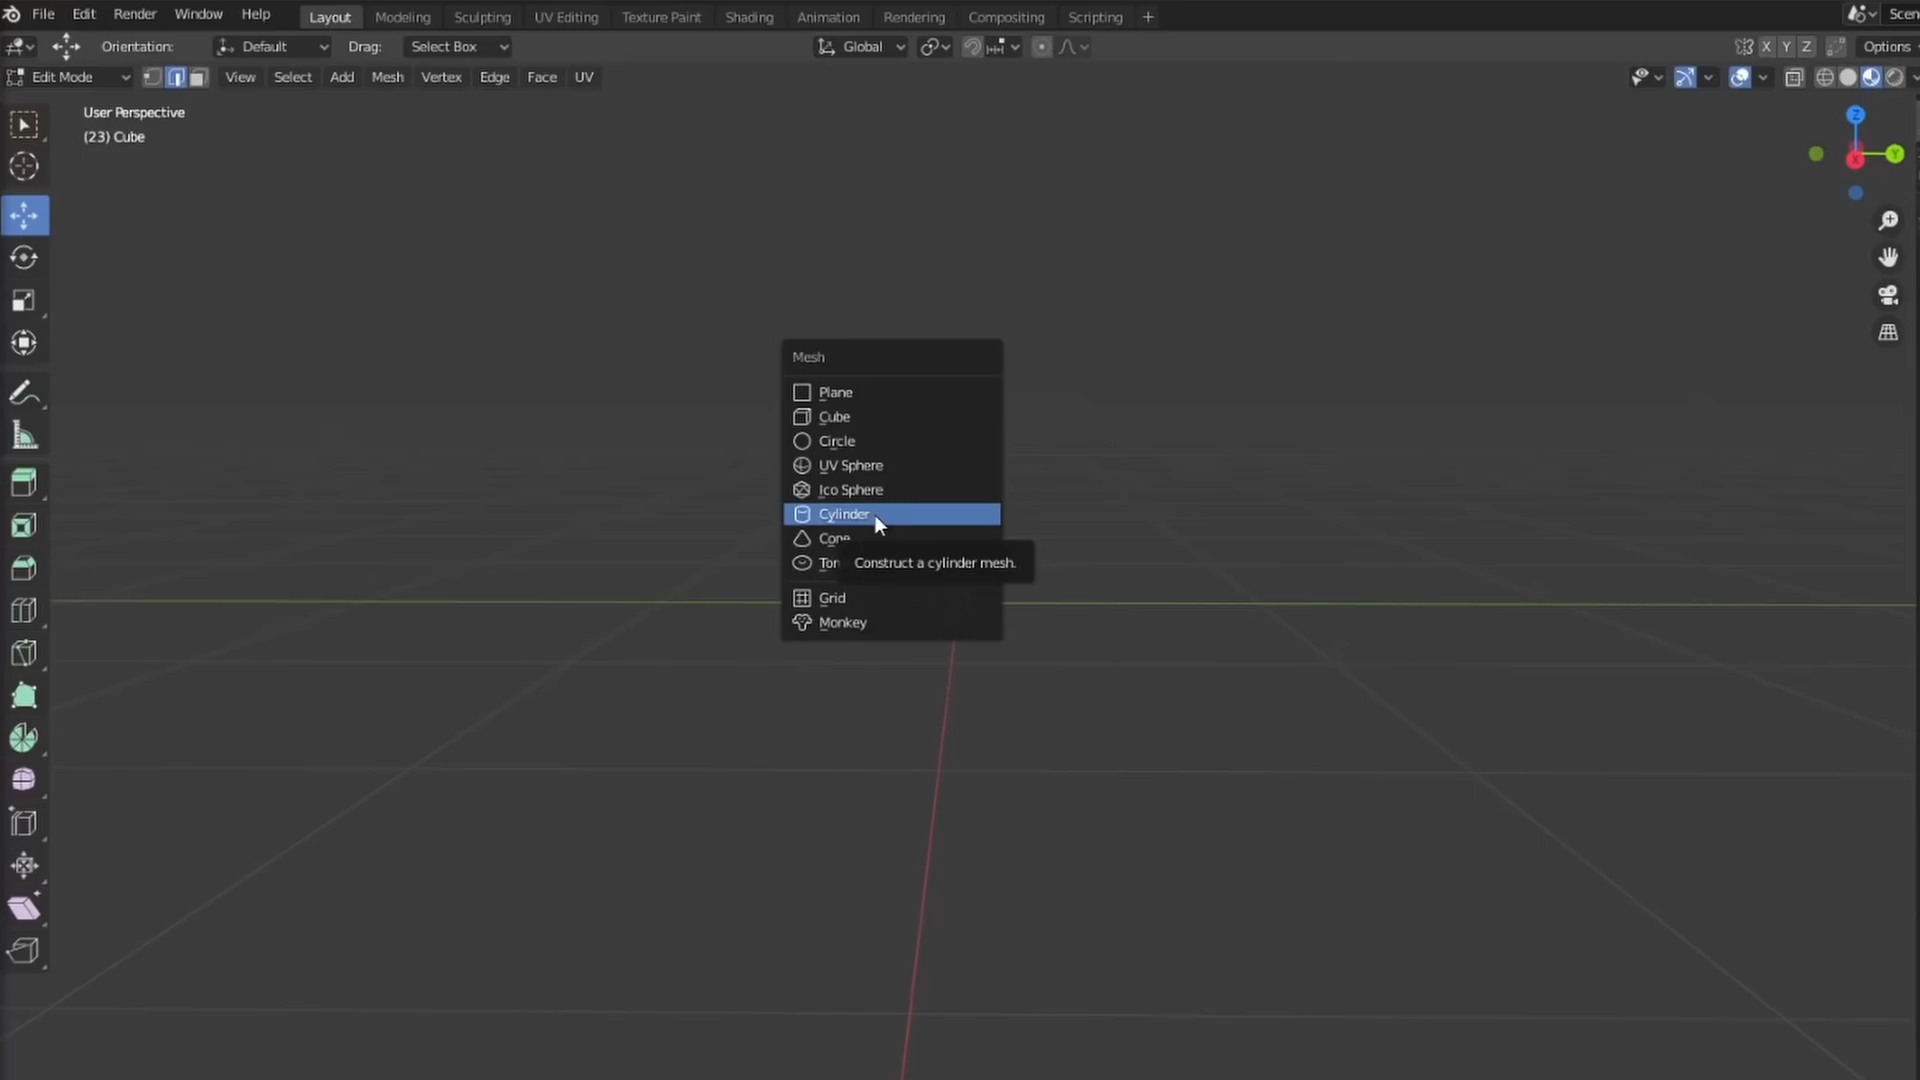 File Edit Render Window Help Layout Modeling Sculpting UV Editing Texture Paint Shading Animation Rendering Compositing Scripting + Scen
Orientation: Default Drag: Select Box Global X Y Z Options
Edit Mode View Select Add Mesh Vertex Edge Face UV
User Perspective
(23) Cube
Z
Y
X
Mesh
Plane
Cube
Circle
UV Sphere
Ico Sphere
Cylinder
Cone
Tor
Construct a cylinder mesh.
Grid
Monkey